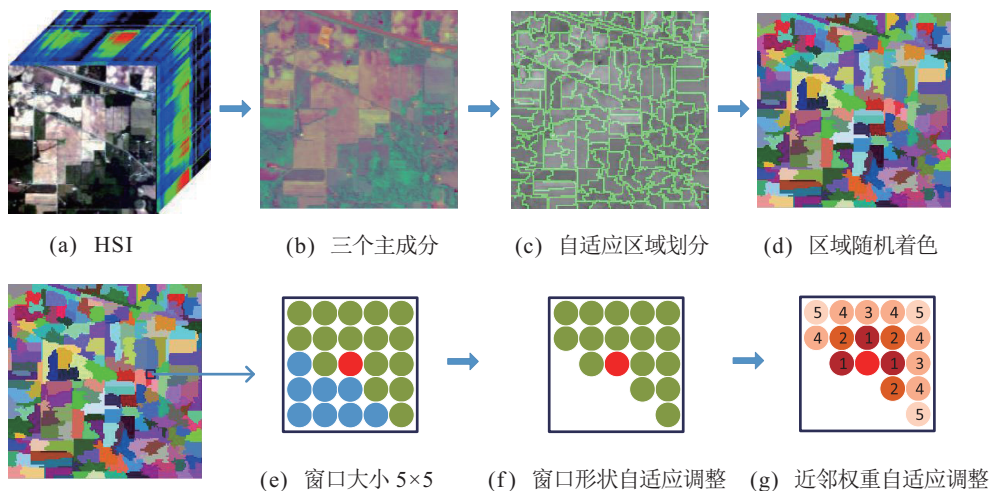 (a) HSI
(b) 三个主成分
(c) 自适应区域划分
(d) 区域随机着色
5 4 3 4 5
4 2 1 2 4
1 1 3
2 4
5
(e) 窗口大小 5×5
(f) 窗口形状自适应调整
(g) 近邻权重自适应调整